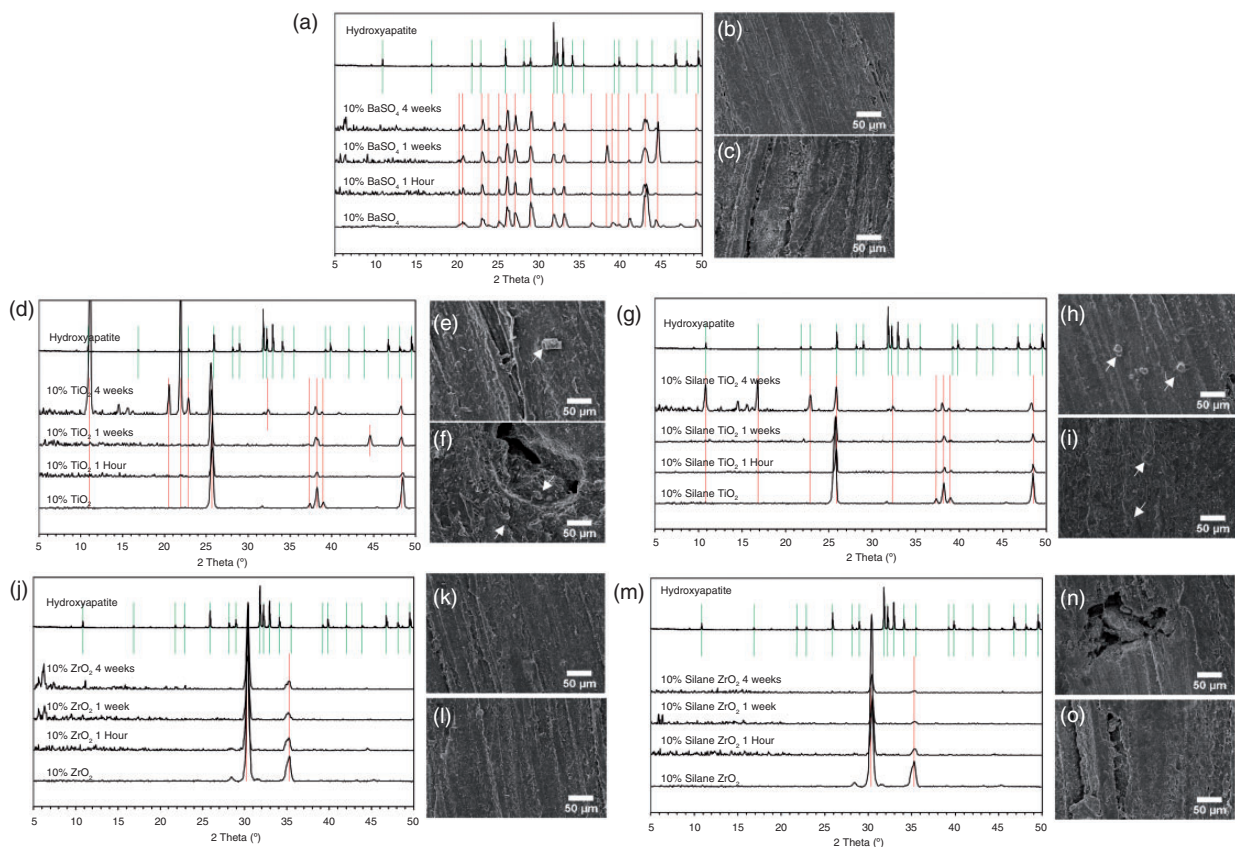 (a)
Hydroxyapatite
10% BaSO4 4 weeks
10% BaSO4 1 weeks
10% BaSO4 1 Hour
10% BaSO4
5 10 15 20 25 30 35 40 45 50
2 Theta (º)
(b)
50 µm
(c)
50 µm
(d)
Hydroxyapatite
10% TiO2 4 weeks
10% TiO2 1 weeks
10% TiO2 1 Hour
10% TiO2
5 10 15 20 25 30 35 40 45 50
2 Theta (º)
(e)
50 µm
(f)
50 µm
(g)
Hydroxyapatite
10% Silane TiO2 4 weeks
10% Silane TiO2 1 weeks
10% Silane TiO2 1 Hour
10% Silane TiO2
5 10 15 20 25 30 35 40 45 50
2 Theta (º)
(h)
50 µm
(i)
50 µm
(j)
Hydroxyapatite
10% ZrO2 4 weeks
10% ZrO2 1 week
10% ZrO2 1 Hour
10% ZrO2
5 10 15 20 25 30 35 40 45 50
2 Theta (º)
(k)
50 µm
(l)
50 µm
(m)
Hydroxyapatite
10% Silane ZrO2 4 weeks
10% Silane ZrO2 1 week
10% Silane ZrO2 1 Hour
10% Silane ZrO2
5 10 15 20 25 30 35 40 45 50
2 Theta (º)
(n)
50 µm
(o)
50 µm